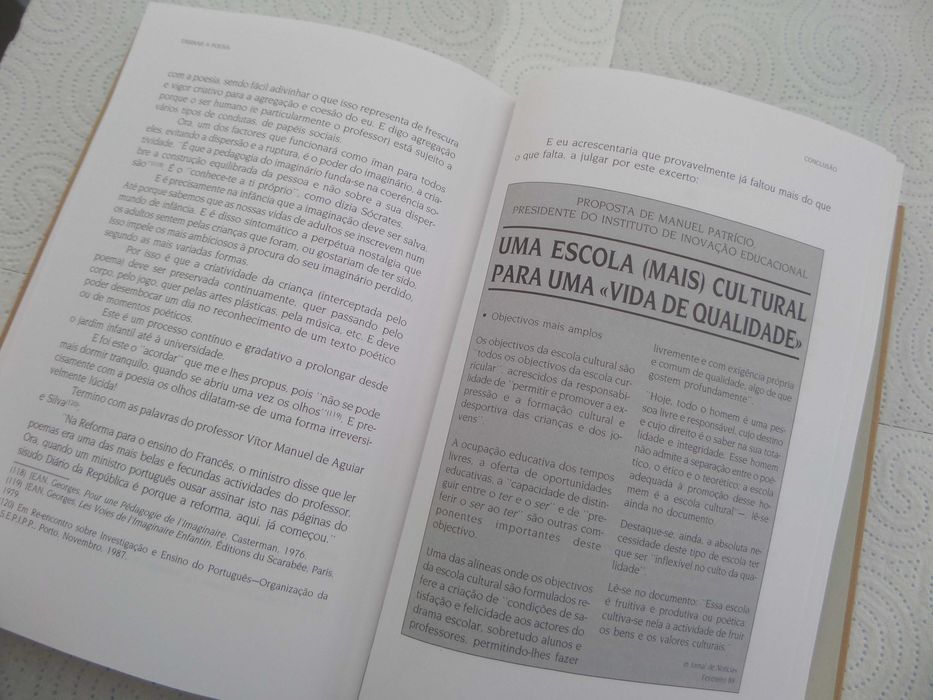 ENSINAR A POESIA
com a poesia, sendo fácil adivinhar o que isso representa de frescura
e vigor criativo para a agregação e coesão do eu. E digo agregação
porque o ser humano (e particularmente o professor) está sujeito a
vários tipos de condutas, de papéis sociais.
Ora, um dos factores que funcionará como íman para todos
eles, evitando a dispersão e a ruptura, é o poder do imaginário, a cria-
tividade. "É que a pedagogia do imaginário funda-se na coerência so-
bre a construção equilibrada da pessoa e não sobre a sua disper-
são"(118). E o "conhece-te a ti próprio", como dizia Sócrates.
E é precisamente na infância que a imaginação deve ser salva.
Até porque sabemos que as nossas vidas de adultos se inscrevem num
mundo de infância. E é disso sintomático a perpétua nostalgia que
os adultos sentem pelas crianças que foram, ou gostariam de ter sido.
Isso impele os mais ambiciosos à procura do seu imaginário perdido,
segundo as mais variadas formas.
Por isso é que a criatividade da criança (interceptada pelo
poema) deve ser preservada continuamente, quer passando pelo
corpo, pelo jogo, quer pelas artes plásticas, pela música, etc. E deve
poder desembocar um dia no reconhecimento de um texto poético
ou de momentos poéticos.
Este é um processo contínuo e gradativo a prolongar desde
o jardim infantil até à universidade.
E foi este o "acordar" que me e lhes propus, pois "não se pode
mais dormir tranquilo, quando se abriu uma vez os olhos"(119). E pre-
cisamente com a poesia os olhos dilatam-se de uma forma irreversi-
velmente lúcida!
Termino com as palavras do professor Vitor Manuel de Aguiar
e Silva(120).
"Na Reforma para o ensino do Francês, o ministro disse que ler
poemas era uma das mais belas e fecundas actividades do professor.
Ora, quando um ministro português ousar assinar isto nas páginas do
sisudo Diário da República é porque a reforma, aqui, já começou."
(118) JEAN, Georges, Pour une Pédagogie de l'Imaginaire, Casterman, 1976.
(119) JEAN, Georges, Les Voies de l'Imaginaire Enfantin, Éditions du Scarabée, Paris,
1979.
(120) Em Re-encontro sobre Investigação e Ensino do Português—Organização da
S.E.P.I.P.P., Porto, Novembro, 1987.
CONCLUSÃO
E eu acrescentaria que provavelmente já faltou mais do que
o que falta, a julgar por este excerto:
PROPOSTA DE MANUEL PATRÍCIO,
PRESIDENTE DO INSTITUTO DE INOVAÇÃO EDUCACIONAL
UMA ESCOLA (MAIS) CULTURAL
PARA UMA «VIDA DE QUALIDADE»
• Objectivos mais amplos
Os objectivos da escola cultural são
"todos os objectivos da escola cur-
ricular", acrescidos da responsabi-
lidade de "permitir e promover a ex-
pressão e a formação cultural e
desportiva das crianças e dos jo-
vens".
A ocupação educativa dos tempos
livres, a oferta de oportunidades
educativas, a "capacidade de distin-
guir entre o ter e o ser" e de "pre-
ferir o ser ao ter" são outras com-
ponentes importantes deste
objectivo.
Uma das alíneas onde os objectivos
da escola cultural são formulados re-
fere a criação de "condições de sa-
tisfação e felicidade aos actores do
drama escolar, sobretudo alunos e
professores, permitindo-lhes fazer
livremente e com exigência própria
e comum de qualidade, algo de que
gostem profundamente".
"Hoje, todo o homem é uma pes-
soa livre e responsável, cujo destino
e cujo direito é o saber na sua tota-
lidade e integridade. Esse homem
não admite a separação entre o poé-
tico, o ético e o teorético: a escola
adequada à promoção desse ho-
mem é a escola cultural" — lê-se
ainda no documento
Destaque-se, ainda, a absoluta ne-
cessidade deste tipo de escola ter
que ser "inflexível no culto da qua-
lidade".
Lê-se no documento: "Essa escola
é fruitiva e produtiva ou poética:
cultiva-se nela a actividade de fruir
os bens e os valores culturais."
in Jornal de Notícias
Fevereiro 88